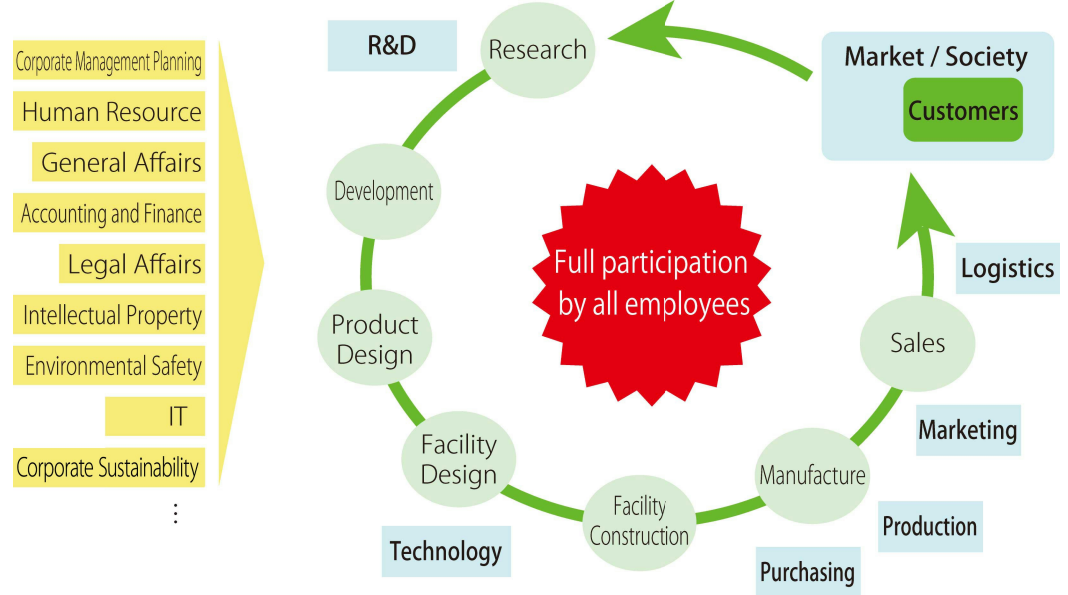 Corporate Management Planning
Human Resource
General Affairs
Accounting and Finance
Legal Affairs
Intellectual Property
Environmental Safety
IT
Corporate Sustainability
⋮
R&D
Research
Development
Product
Design
Facility
Design
Technology
Facility
Construction
Manufacture
Purchasing
Production
Sales
Marketing
Logistics
Market / Society
Customers
Full participation
by all employees